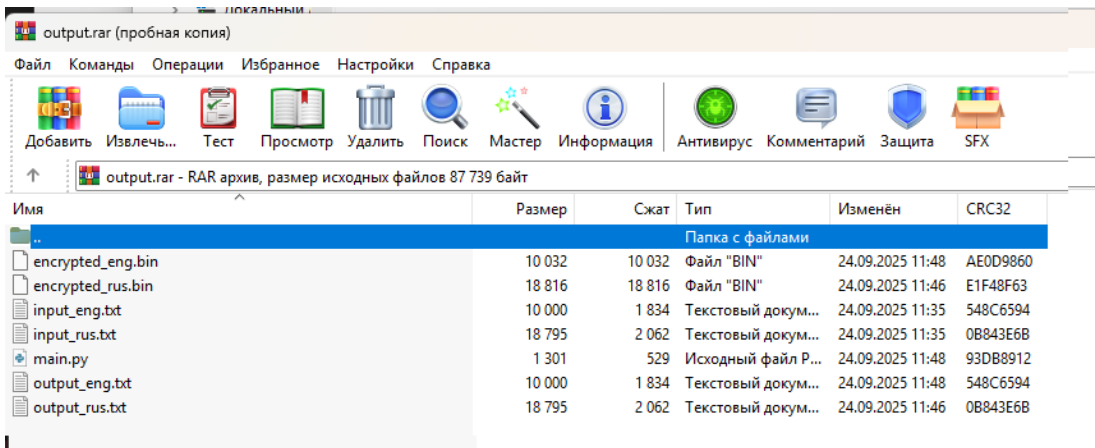 Локальный
output.rar (пробная копия)
Файл Команды Операции Избранное Настройки Справка
Добавить Извлечь... Тест Просмотр Удалить Поиск Мастер Информация Антивирус Комментарий Защита SFX
output.rar - RAR архив, размер исходных файлов 87 739 байт
Имя Размер Сжат Тип Изменён CRC32
.. Папка с файлами
encrypted_eng.bin 10 032 10 032 Файл "BIN" 24.09.2025 11:48 AE0D9860
encrypted_rus.bin 18 816 18 816 Файл "BIN" 24.09.2025 11:46 E1F48F63
input_eng.txt 10 000 1 834 Текстовый докум... 24.09.2025 11:35 548C6594
input_rus.txt 18 795 2 062 Текстовый докум... 24.09.2025 11:35 0B843E6B
main.py 1 301 529 Исходный файл P... 24.09.2025 11:48 93DB8912
output_eng.txt 10 000 1 834 Текстовый докум... 24.09.2025 11:48 548C6594
output_rus.txt 18 795 2 062 Текстовый докум... 24.09.2025 11:46 0B843E6B